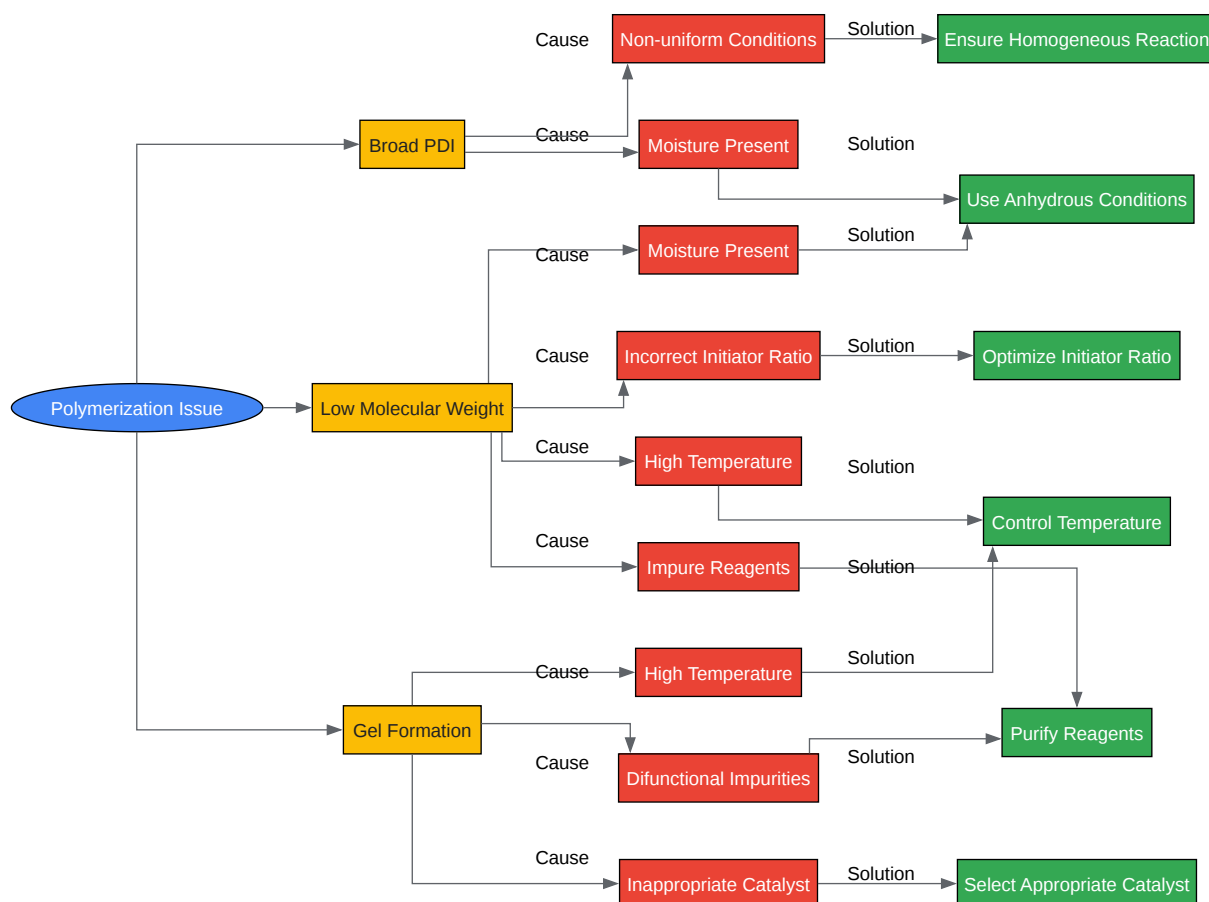 Cause
Non-uniform Conditions
Solution
Ensure Homogeneous Reaction
Broad PDI
Cause
Moisture Present
Solution
Use Anhydrous Conditions
Cause
Moisture Present
Solution
Cause
Incorrect Initiator Ratio
Solution
Optimize Initiator Ratio
Polymerization Issue
Low Molecular Weight
Cause
High Temperature
Solution
Control Temperature
Cause
Impure Reagents
Solution
Cause
High Temperature
Solution
Gel Formation
Purify Reagents
Cause
Difunctional Impurities
Solution
Cause
Inappropriate Catalyst
Solution
Select Appropriate Catalyst